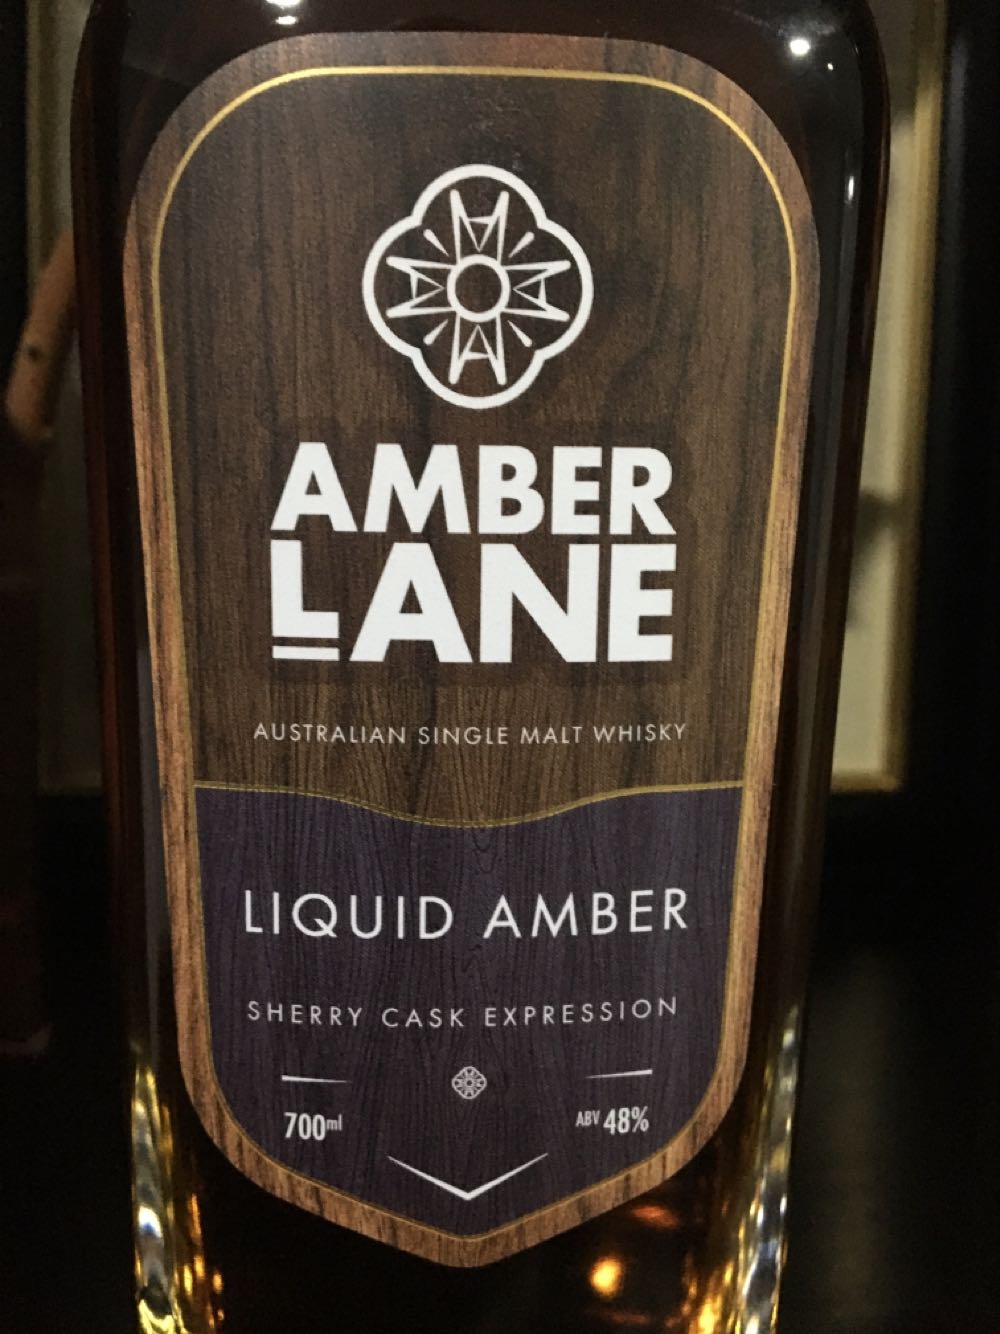 AMBER
LANE
AUSTRALIAN SINGLE MALT WHISKY
LIQUID AMBER
SHERRY CASK EXPRESSION
700ml
ABV 48%